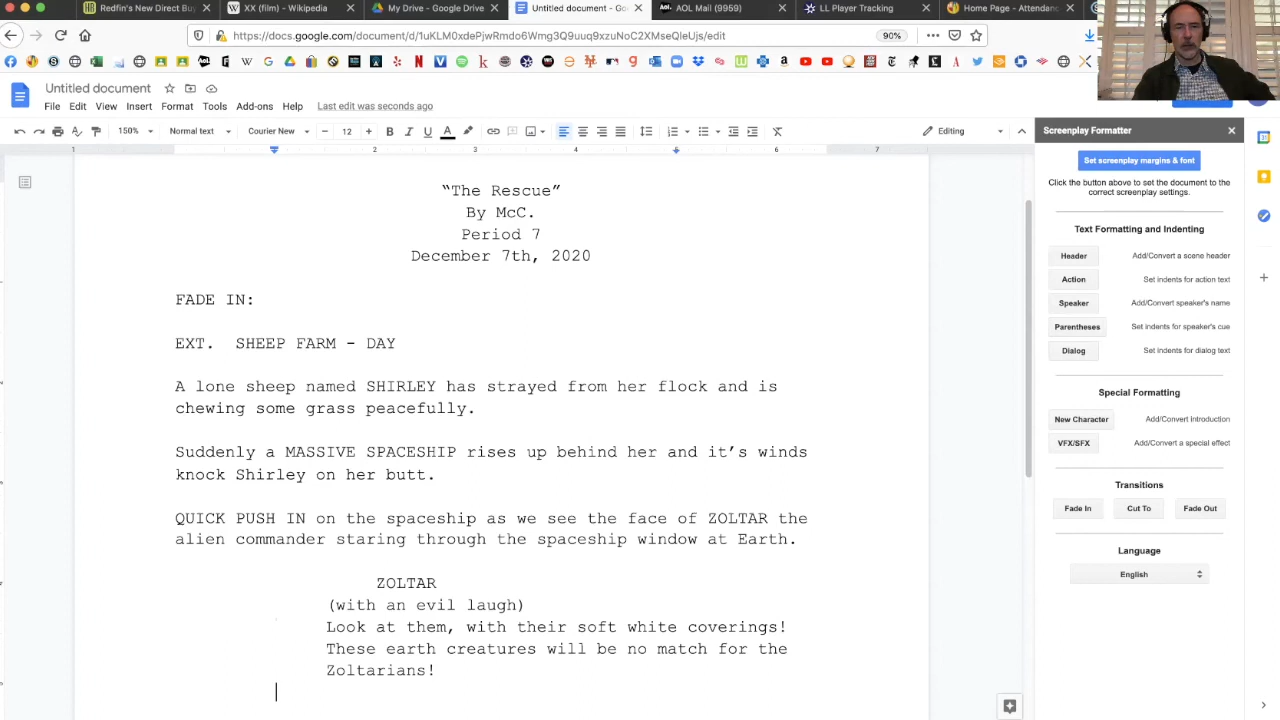 Redfin's New Direct Bu
XX (film) – Wikipedia
My Drive - Google Drive
Untitled document - Go
AOL Mail (9959)
LL Player Tracking
Home Page - Attendanc
https://docs.google.com/document/d/1uKLM0xdePjwRmdo6Wmg3Q9uuq9xzuNoC2XMseQleUjs/edit
90%
Untitled document
File Edit View Insert Format Tools Add-ons Help Last edit was seconds ago
150% Normal text Courier New 12 Editing
1 2 3 4 5 6 7
“The Rescue”
By McC.
Period 7
December 7th, 2020
FADE IN:
EXT. SHEEP FARM - DAY
A lone sheep named SHIRLEY has strayed from her flock and is
chewing some grass peacefully.
Suddenly a MASSIVE SPACESHIP rises up behind her and it’s winds
knock Shirley on her butt.
QUICK PUSH IN on the spaceship as we see the face of ZOLTAR the
alien commander staring through the spaceship window at Earth.
ZOLTAR
(with an evil laugh)
Look at them, with their soft white coverings!
These earth creatures will be no match for the
Zoltarians!
Screenplay Formatter
Set screenplay margins & font
Click the button above to set the document to the
correct screenplay settings.
Text Formatting and Indenting
Header Add/Convert a scene header
Action Set indents for action text
Speaker Add/Convert speaker's name
Parentheses Set indents for speaker's cue
Dialog Set indents for dialog text
Special Formatting
New Character Add/Convert introduction
VFX/SFX Add/Convert a special effect
Transitions
Fade In Cut To Fade Out
Language
English